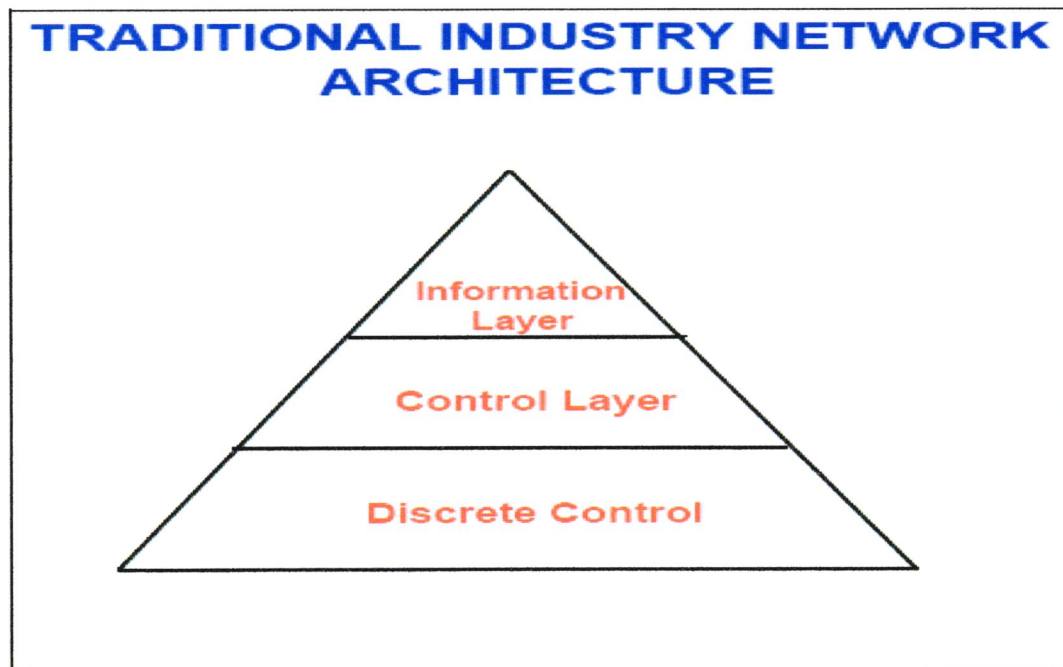 TRADITIONAL INDUSTRY NETWORK
ARCHITECTURE
Information
Layer
Control Layer
Discrete Control